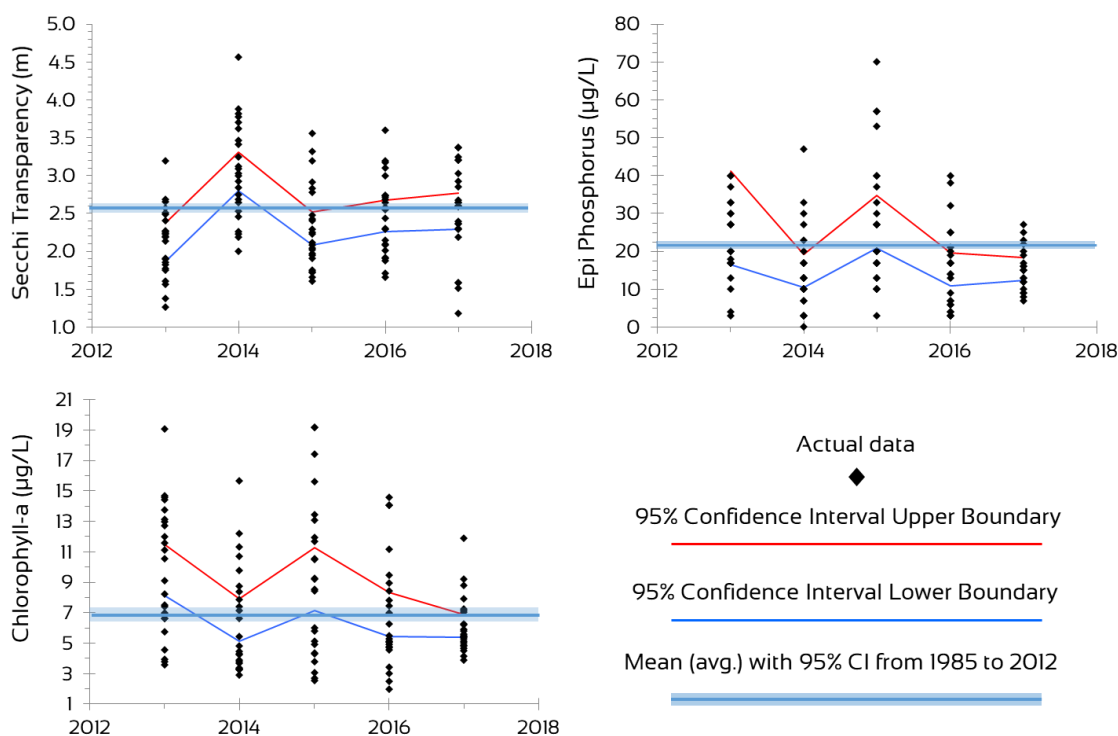 Secchi Transparency (m)
5.0
4.5
4.0
3.5
3.0
2.5
2.0
1.5
1.0
2012 2014 2016 2018
Epi Phosphorus (µg/L)
80
70
60
50
40
30
20
10
0
2012 2014 2016 2018
Chlorophyll-a (µg/L)
21
19
17
15
13
11
9
7
5
3
1
2012 2014 2016 2018
Actual data
95% Confidence Interval Upper Boundary
95% Confidence Interval Lower Boundary
Mean (avg.) with 95% CI from 1985 to 2012